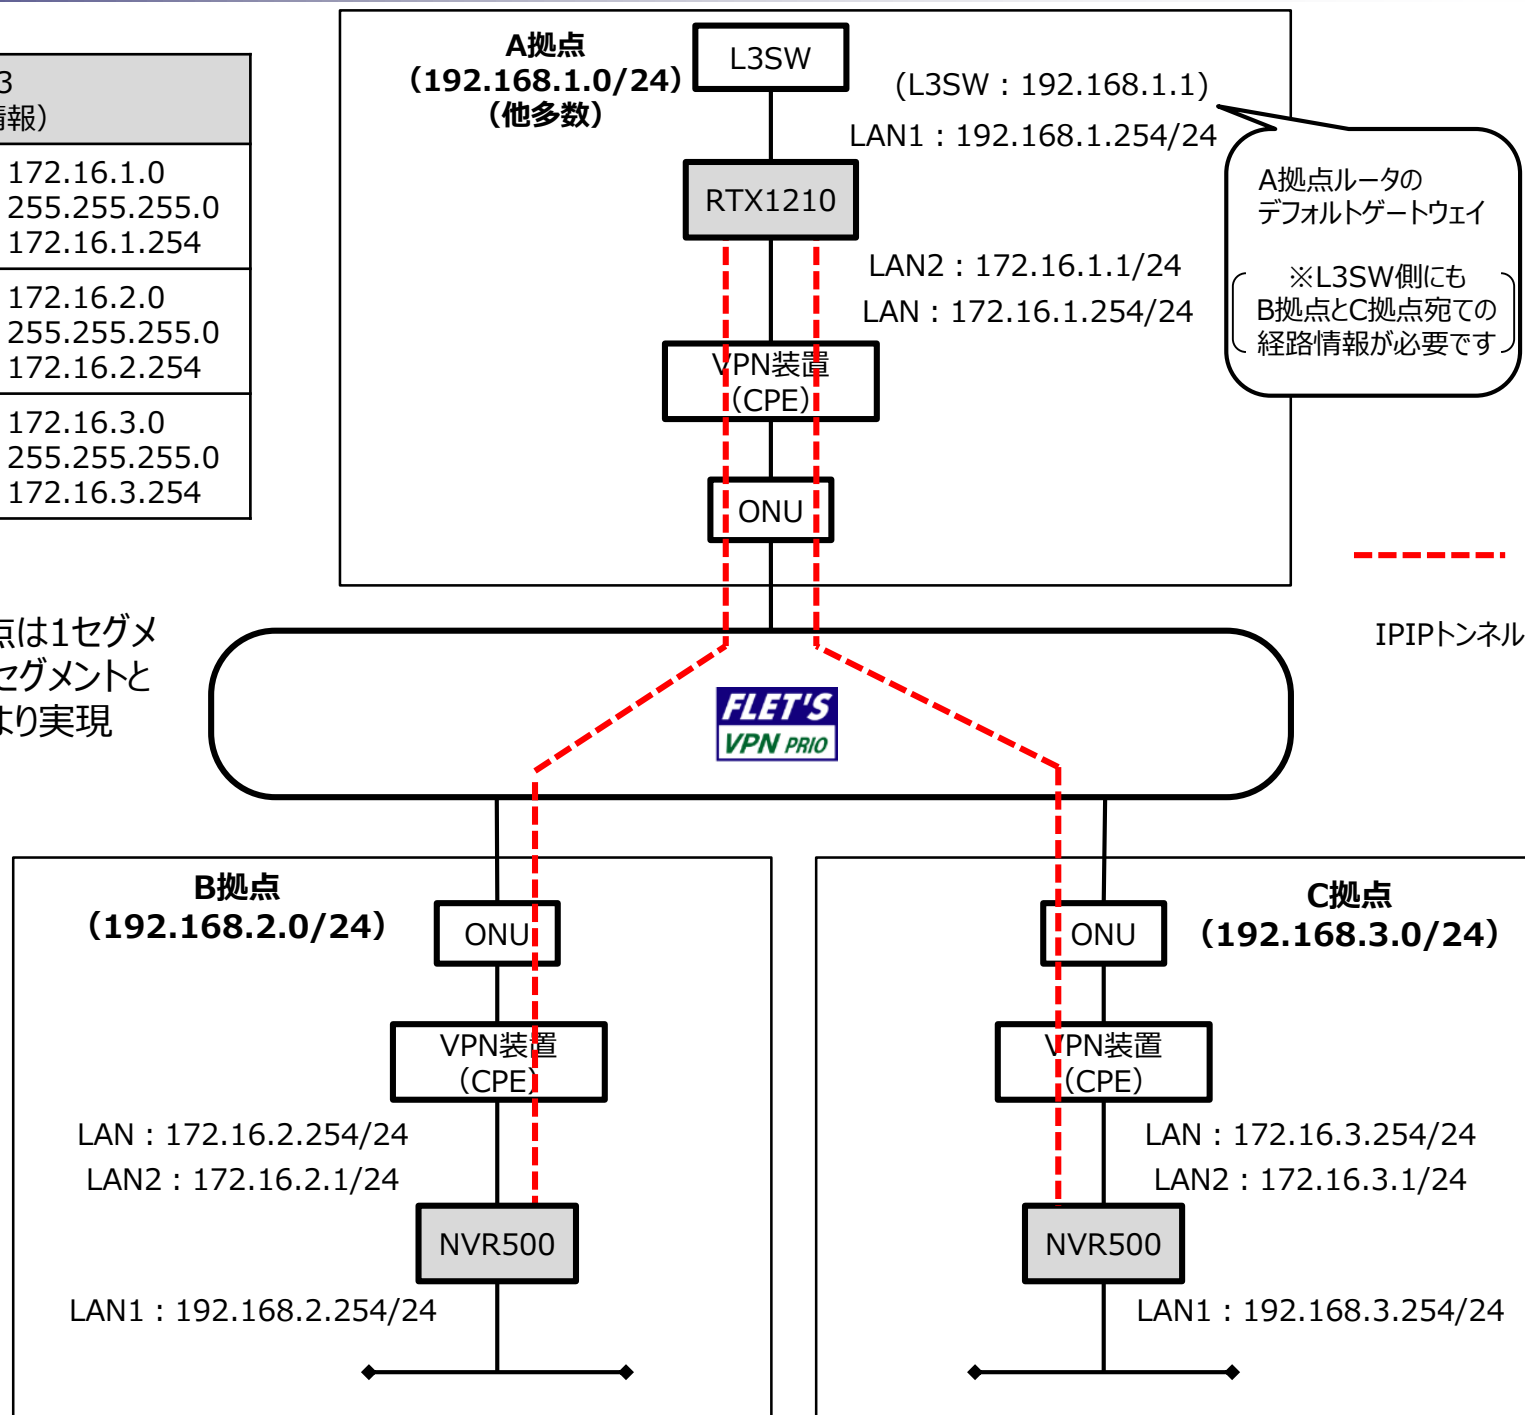 3
情報）
172.16.1.0
255.255.255.0
172.16.1.254
172.16.2.0
255.255.255.0
172.16.2.254
172.16.3.0
255.255.255.0
172.16.3.254
点は1セグメ
セグメントと
より実現
A拠点
（192.168.1.0/24）
（他多数）
L3SW
(L3SW：192.168.1.1)
LAN1：192.168.1.254/24
RTX1210
A拠点ルータの
デフォルトゲートウェイ
※L3SW側にも
B拠点とC拠点宛ての
経路情報が必要です
LAN2：172.16.1.1/24
LAN：172.16.1.254/24
VPN装置
（CPE）
ONU
IPIPトンネル
FLET'S
VPN PRIO
B拠点
（192.168.2.0/24）
ONU
VPN装置
（CPE）
LAN：172.16.2.254/24
LAN2：172.16.2.1/24
NVR500
LAN1：192.168.2.254/24
C拠点
（192.168.3.0/24）
ONU
VPN装置
（CPE）
LAN：172.16.3.254/24
LAN2：172.16.3.1/24
NVR500
LAN1：192.168.3.254/24